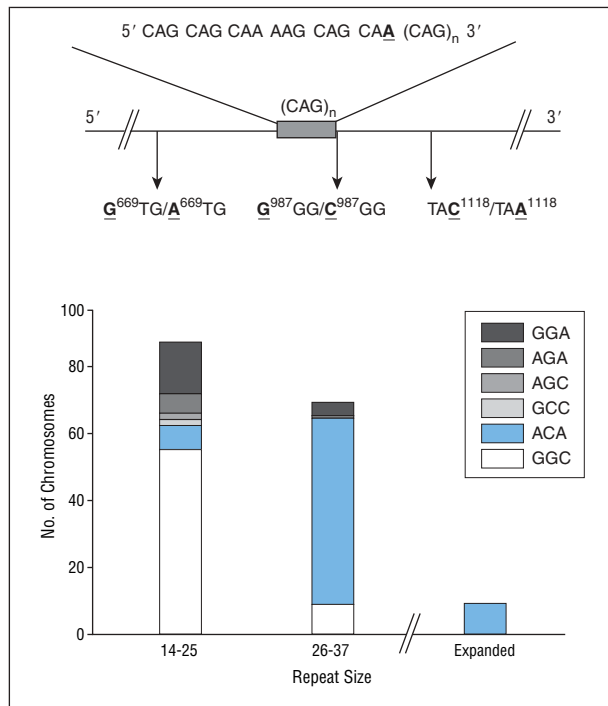 5′ CAG CAG CAA AAG CAG CAA (CAG)n 3′
(CAG)n
5′ 3′
G669TG/A669TG G987GG/C987GG TAC1118/TAA1118
100
80
60
40
20
0
No. of Chromosomes
GGA
AGA
AGC
GCC
ACA
GGC
14-25 26-37 Expanded
Repeat Size